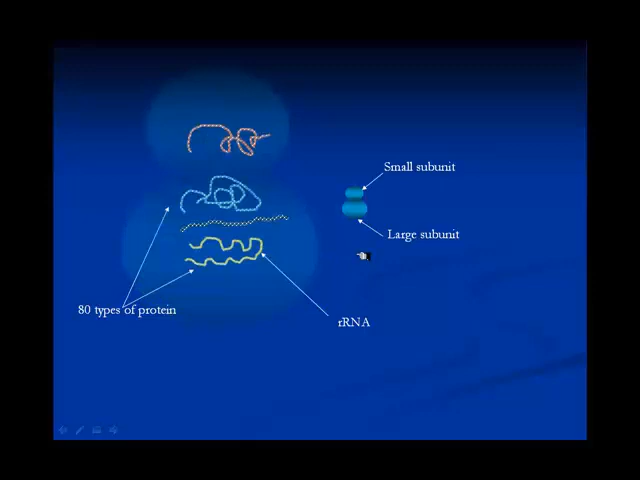 Small subunit
Large subunit
80 types of protein
rRNA